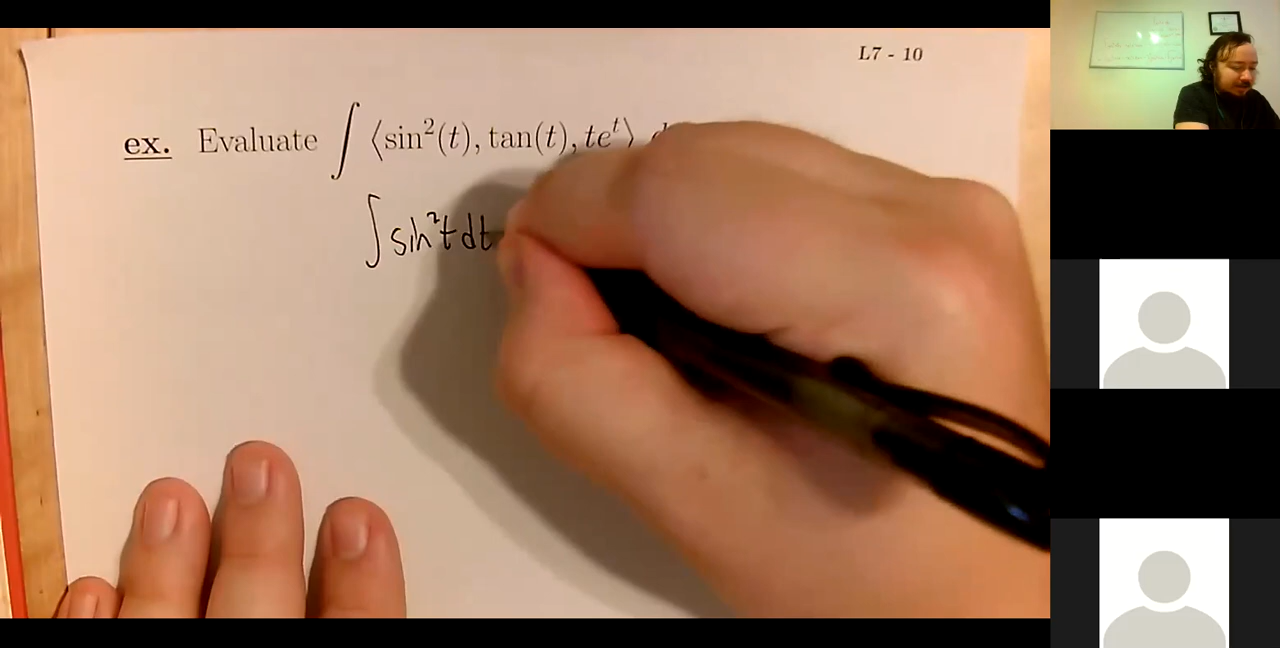 L7 - 10
ex. Evaluate ∫ ⟨sin²(t), tan(t), teᵗ⟩
∫ sin²t dt